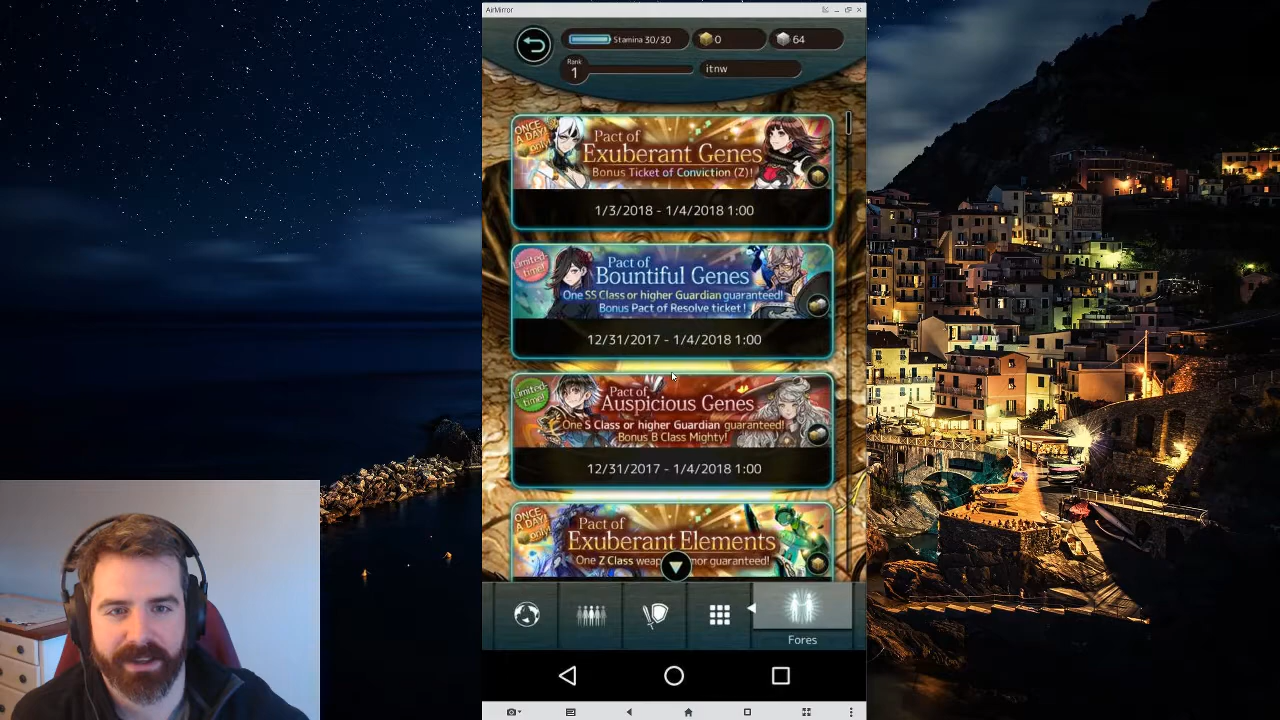 AirMirror
Stamina 30/30
0
64
Rank
1
itnw
ONCE
A DAY!
only!
Pact of
Exuberant Genes
Bonus Ticket of Conviction (Z)!
1/3/2018 - 1/4/2018 1:00
Limited-
time!
Pact of
Bountiful Genes
One SS Class or higher Guardian guaranteed!
Bonus Pact of Resolve ticket!
12/31/2017 - 1/4/2018 1:00
Limited-
time!
Pact of
Auspicious Genes
One S Class or higher Guardian guaranteed!
Bonus B Class Mighty!
12/31/2017 - 1/4/2018 1:00
ONCE
A DAY!
only!
Pact of
Exuberant Elements
One Z Class guaranteed!
Fores